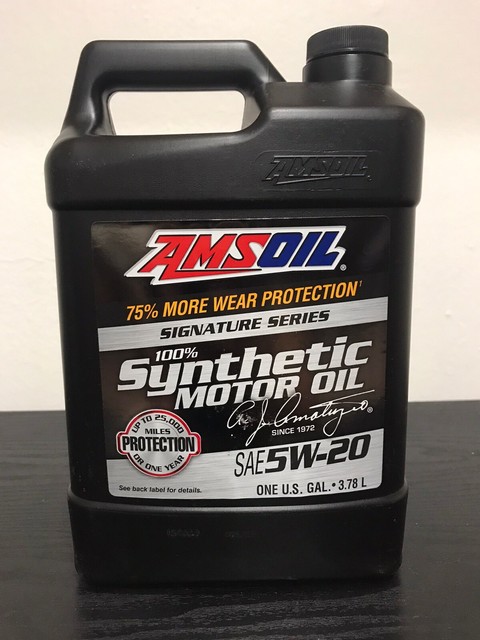 AMSOIL
AMSOIL®
75% MORE WEAR PROTECTION†
SIGNATURE SERIES
100%
Synthetic
MOTOR OIL
A. J. Amatuzio®
SINCE 1972
UP TO 25,000
MILES
PROTECTION
OR ONE YEAR
SAE 5W-20
See back label for details.
ONE U.S. GAL. • 3.78 L